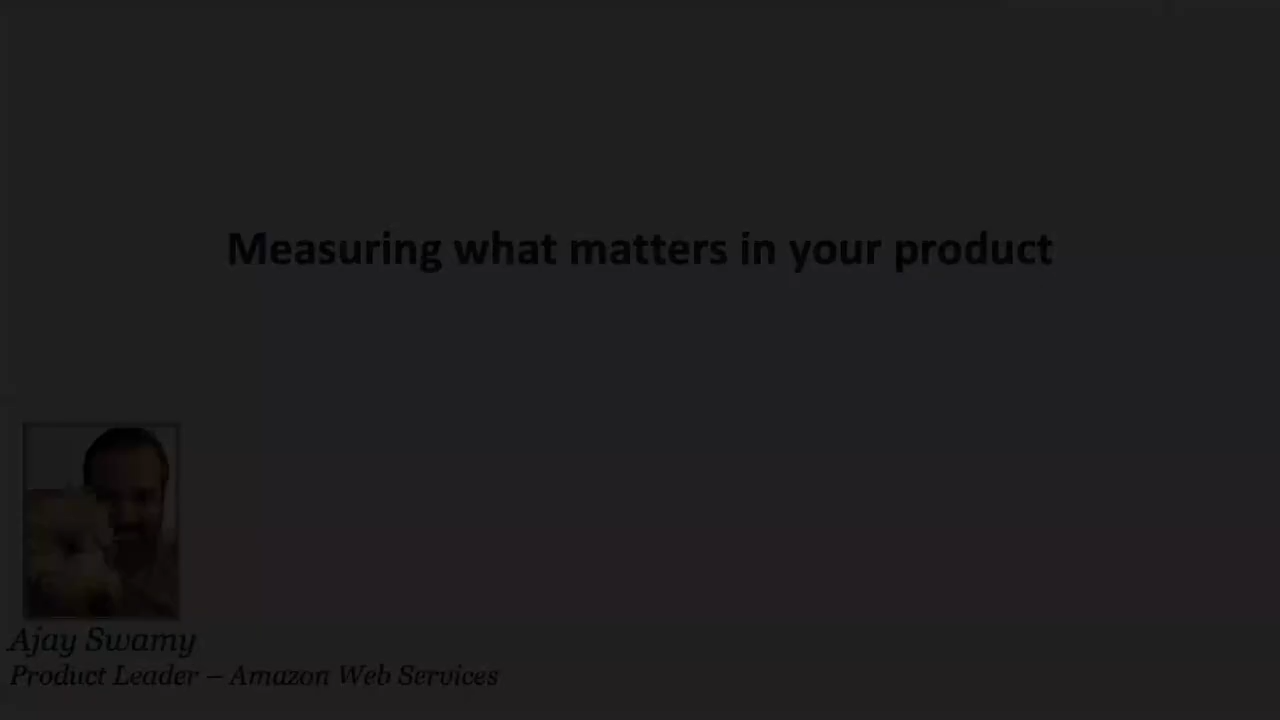 Measuring what matters in your product
Ajay Swamy
Product Leader – Amazon Web Services